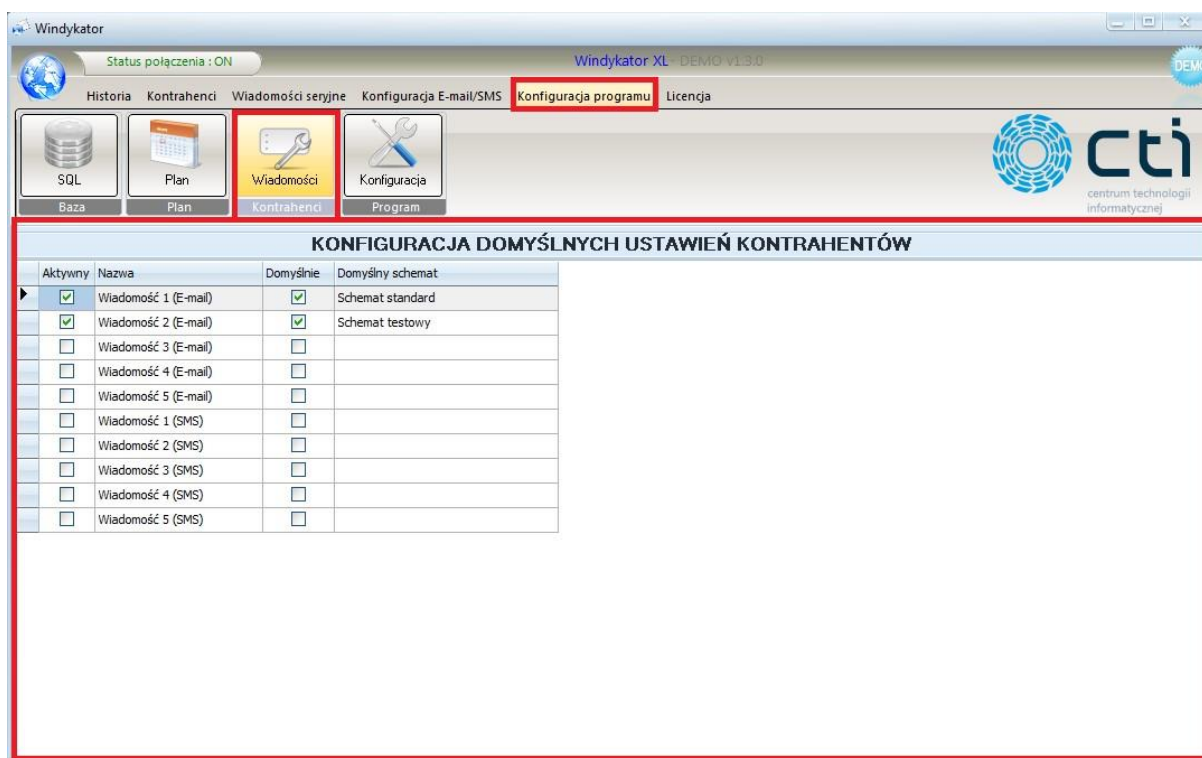 Windykator
Status połączenia : ON
Windykator XL - DEMO v1.3.0
DEMO
Historia Kontrahenci Wiadomości seryjne Konfiguracja E-mail/SMS Konfiguracja programu Licencja
SQL Plan Wiadomości Konfiguracja
Baza Plan Kontrahenci Program
cti
centrum technologii
informatycznej
KONFIGURACJA DOMYŚLNYCH USTAWIEŃ KONTRAHENTÓW
Aktywny Nazwa Domyślnie Domyślny schemat
Wiadomość 1 (E-mail) Schemat standard
Wiadomość 2 (E-mail) Schemat testowy
Wiadomość 3 (E-mail)
Wiadomość 4 (E-mail)
Wiadomość 5 (E-mail)
Wiadomość 1 (SMS)
Wiadomość 2 (SMS)
Wiadomość 3 (SMS)
Wiadomość 4 (SMS)
Wiadomość 5 (SMS)